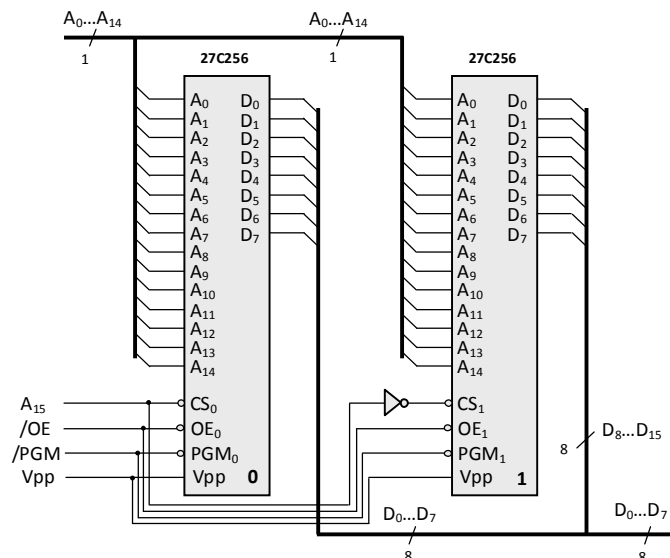 A0...A14 A0...A14
1 1
27C256 27C256
A0 D0 A0 D0
A1 D1 A1 D1
A2 D2 A2 D2
A3 D3 A3 D3
A4 D4 A4 D4
A5 D5 A5 D5
A6 D6 A6 D6
A7 D7 A7 D7
A8 A8
A9 A9
A10 A10
A11 A11
A12 A12
A13 A13
A14 A14
A15 CS0 CS1
/OE OE0 OE1
/PGM PGM0 PGM1
Vpp Vpp 0 Vpp 1
D8...D15
8
D0...D7 D0...D7
8 8